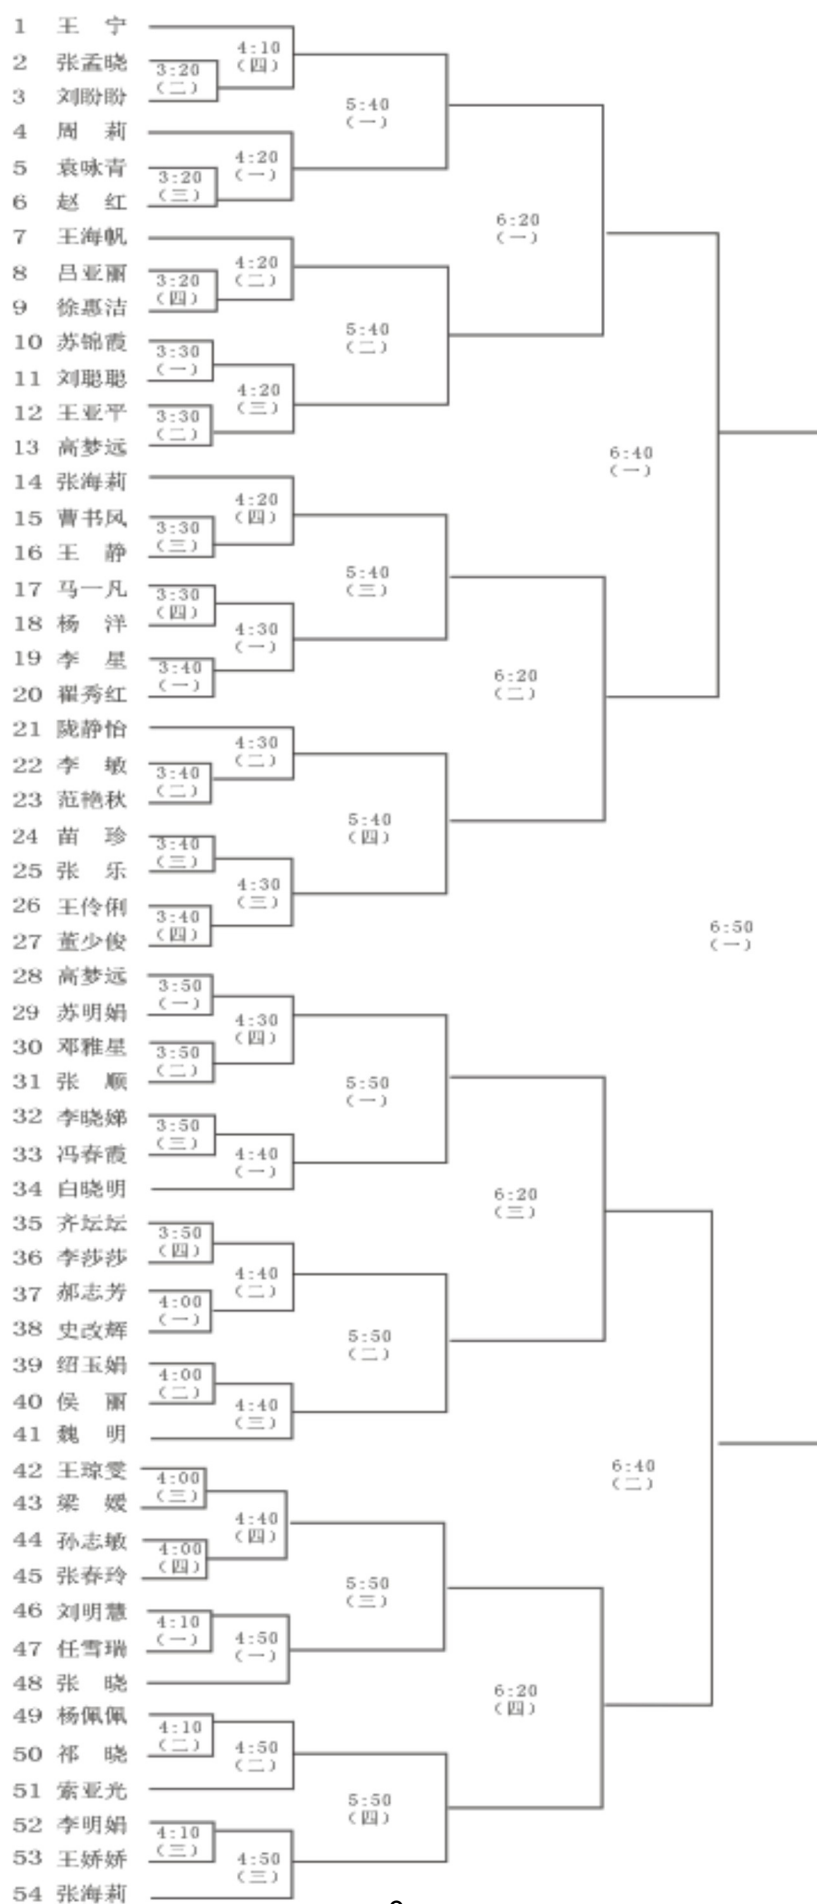 1 王 宁
2 张孟晓
3 刘盼盼
4 周 莉
5 袁咏青
6 赵 红
7 王海帆
8 吕亚丽
9 徐惠洁
10 苏锦霞
11 刘聪聪
12 王亚平
13 高梦远
14 张海莉
15 曹书凤
16 王 静
17 马一凡
18 杨 洋
19 李 星
20 翟秀红
21 陇静怡
22 李 敏
23 范艳秋
24 苗 珍
25 张 乐
26 王伶俐
27 董少俊
28 高梦远
29 苏明娟
30 邓雅星
31 张 顺
32 李晓娣
33 冯春霞
34 白晓明
35 齐坛坛
36 李莎莎
37 郝志芳
38 史改辉
39 绍玉娟
40 侯 丽
41 魏 明
42 王琼雯
43 梁 媛
44 孙志敏
45 张春玲
46 刘明慧
47 任雪瑞
48 张 晓
49 杨佩佩
50 祁 晓
51 索亚光
52 李明娟
53 王娇娇
54 张海莉
3:20
(二)
3:20
(三)
3:20
(四)
3:30
(一)
3:30
(二)
3:30
(三)
3:30
(四)
3:40
(一)
3:40
(二)
3:40
(三)
3:40
(四)
3:50
(一)
3:50
(二)
3:50
(三)
3:50
(四)
4:00
(一)
4:00
(二)
4:00
(三)
4:00
(四)
4:10
(一)
4:10
(二)
4:10
(三)
4:10
(四)
4:20
(一)
4:20
(二)
4:20
(三)
4:20
(四)
4:30
(一)
4:30
(二)
4:30
(三)
4:30
(四)
4:40
(一)
4:40
(二)
4:40
(三)
4:40
(四)
4:50
(一)
4:50
(二)
4:50
(三)
5:40
(一)
5:40
(二)
5:40
(三)
5:40
(四)
5:50
(一)
5:50
(二)
5:50
(三)
5:50
(四)
6:20
(一)
6:20
(二)
6:20
(三)
6:20
(四)
6:40
(一)
6:40
(二)
6:50
(一)